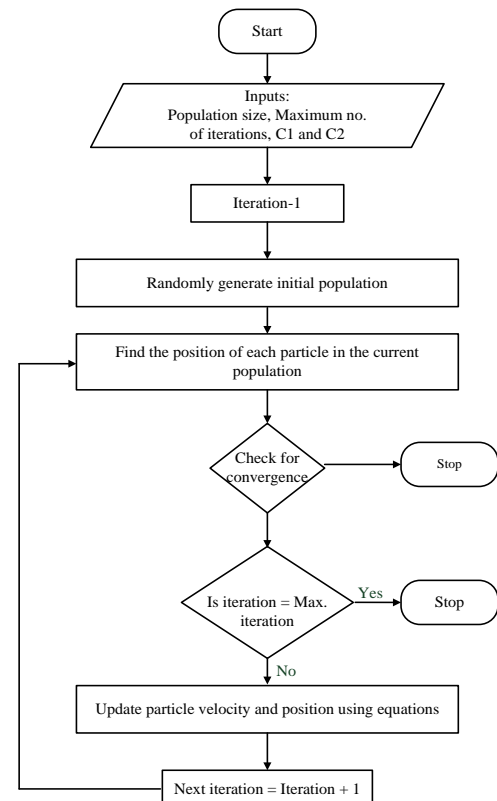 Start
Inputs:
Population size, Maximum no.
of iterations, C1 and C2
Iteration-1
Randomly generate initial population
Find the position of each particle in the current
population
Check for
convergence
Stop
Is iteration = Max.
iteration
Yes
Stop
No
Update particle velocity and position using equations
Next iteration = Iteration + 1